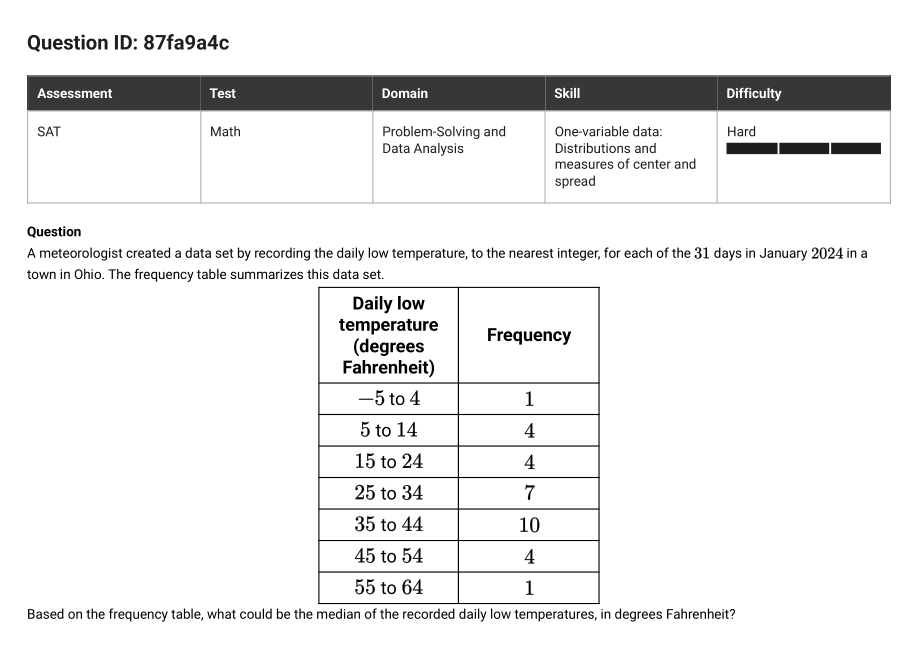 Question ID: 87fa9a4c
Assessment Test Domain Skill Difficulty
SAT Math Problem-Solving and Data Analysis One-variable data: Distributions and measures of center and spread Hard
Question
A meteorologist created a data set by recording the daily low temperature, to the nearest integer, for each of the 31 days in January 2024 in a
town in Ohio. The frequency table summarizes this data set.
Daily low
temperature
(degrees
Fahrenheit)
Frequency
−5 to 4 1
5 to 14 4
15 to 24 4
25 to 34 7
35 to 44 10
45 to 54 4
55 to 64 1
Based on the frequency table, what could be the median of the recorded daily low temperatures, in degrees Fahrenheit?